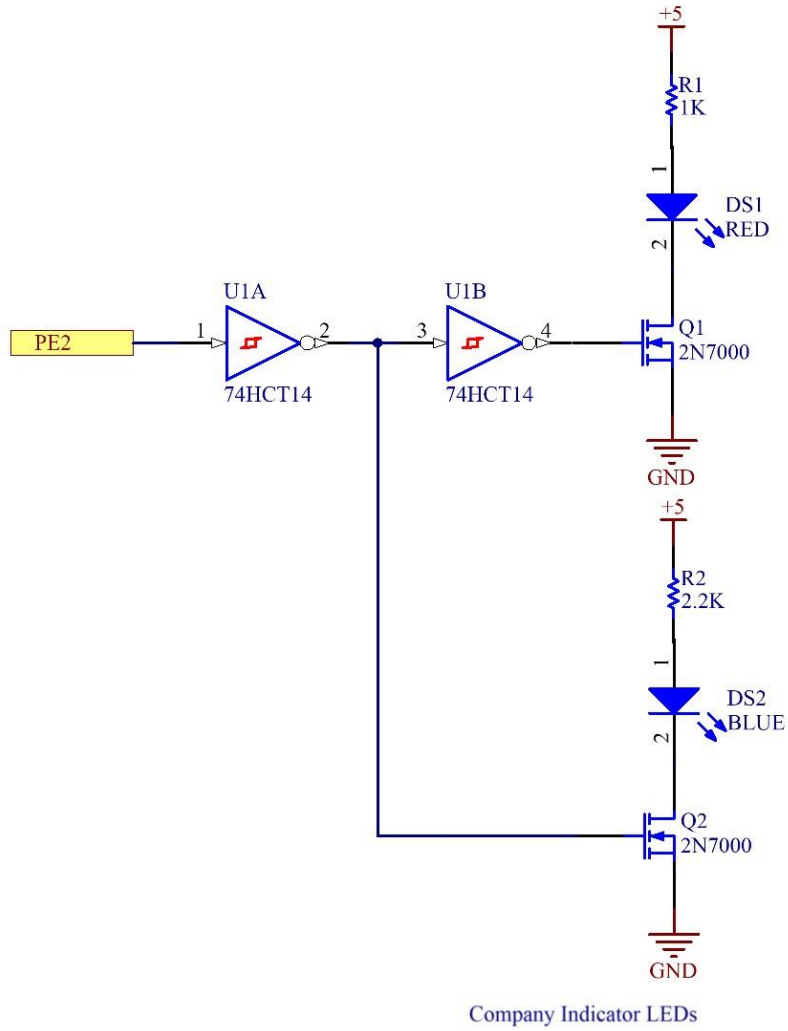 +5
R1
1K
1
DS1
RED
2
U1A
U1B
PE2
1
2
3
4
Q1
2N7000
74HCT14
74HCT14
GND
+5
R2
2.2K
1
DS2
BLUE
2
Q2
2N7000
GND
Company Indicator LEDs